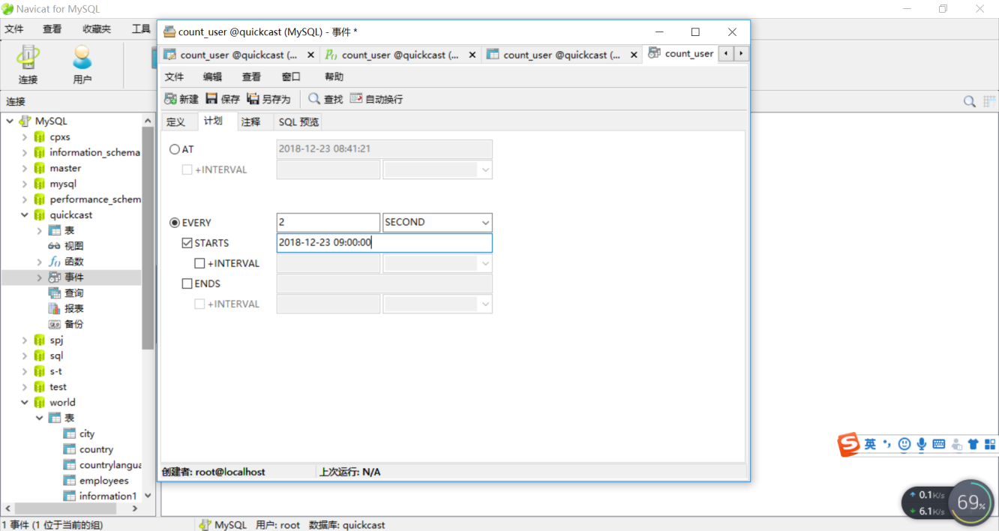 Navicat for MySQL
文件 查看 收藏夹 工具
连接 用户
连接
MySQL
cpxs
information_schema
master
mysql
performance_schem
quickcast
表
视图
函数
事件
查询
报表
备份
spj
sql
s-t
test
world
表
city
country
countrylangua
employees
information1
count_user @quickcast (MySQL) - 事件 *
count_user @quickcast (... count_user @quickcast (... count_user @quickcast (... count_user
文件 编辑 查看 窗口 帮助
新建 保存 另存为 查找 自动换行
定义 计划 注释 SQL 预览
AT 2018-12-23 08:41:21
+INTERVAL
EVERY 2 SECOND
STARTS 2018-12-23 09:00:00
+INTERVAL
ENDS
+INTERVAL
创建者: root@localhost 上次运行: N/A
英
0.1K/s
6.1K/s
69%
1 事件 (1 位于当前的组) MySQL 用户: root 数据库: quickcast